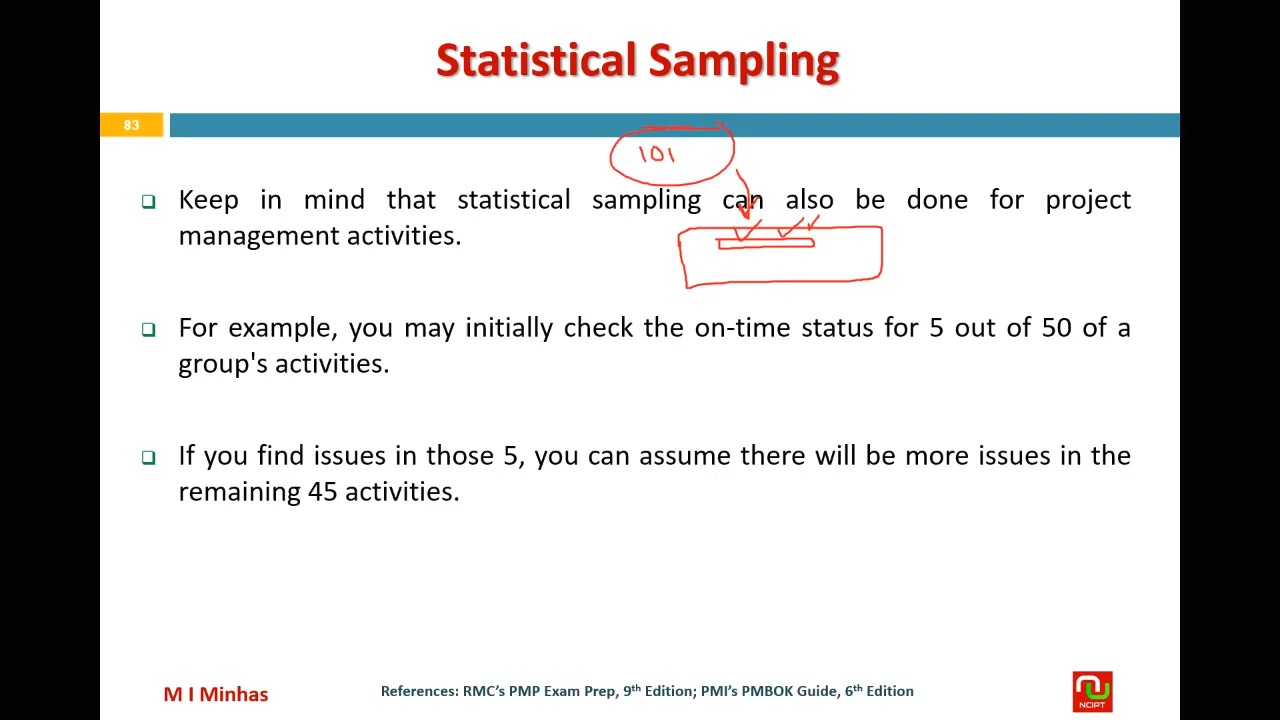 Statistical Sampling
83
101
Keep in mind that statistical sampling can also be done for project
management activities.
For example, you may initially check the on-time status for 5 out of 50 of a
group's activities.
If you find issues in those 5, you can assume there will be more issues in the
remaining 45 activities.
M I Minhas
References: RMC's PMP Exam Prep, 9th Edition; PMI's PMBOK Guide, 6th Edition
NCIPT